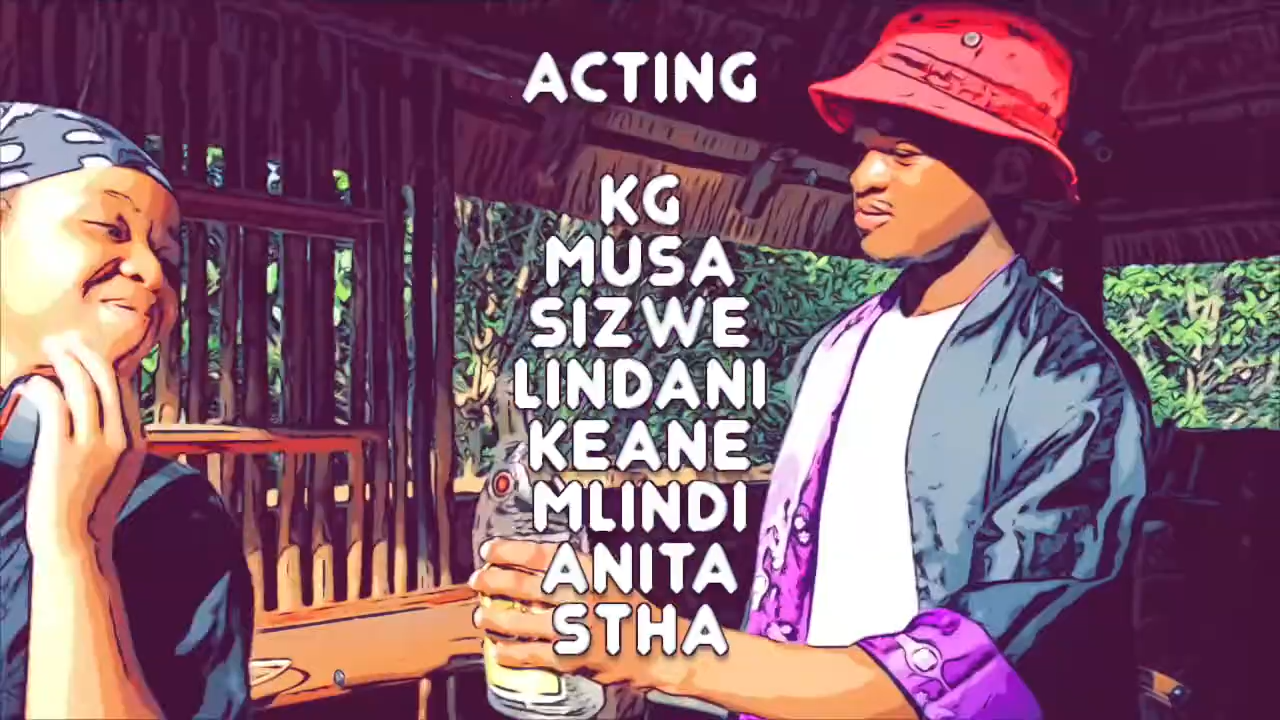 ACTING
KG
MUSA
SIZWE
LINDANI
KEANE
MLINDI
ANITA
STHA